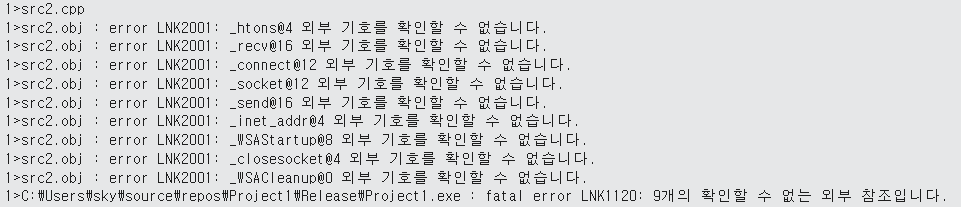 1>src2.cpp
1>src2.obj : error LNK2001: _htons@4 외부 기호를 확인할 수 없습니다.
1>src2.obj : error LNK2001: _recv@16 외부 기호를 확인할 수 없습니다.
1>src2.obj : error LNK2001: _connect@12 외부 기호를 확인할 수 없습니다.
1>src2.obj : error LNK2001: _socket@12 외부 기호를 확인할 수 없습니다.
1>src2.obj : error LNK2001: _send@16 외부 기호를 확인할 수 없습니다.
1>src2.obj : error LNK2001: _inet_addr@4 외부 기호를 확인할 수 없습니다.
1>src2.obj : error LNK2001: _WSAStartup@8 외부 기호를 확인할 수 없습니다.
1>src2.obj : error LNK2001: _closesocket@4 외부 기호를 확인할 수 없습니다.
1>src2.obj : error LNK2001: _WSACleanup@0 외부 기호를 확인할 수 없습니다.
1>C:₩Users₩sky₩source₩repos₩Project1₩Release₩Project1.exe : fatal error LNK1120: 9개의 확인할 수 없는 외부 참조입니다.